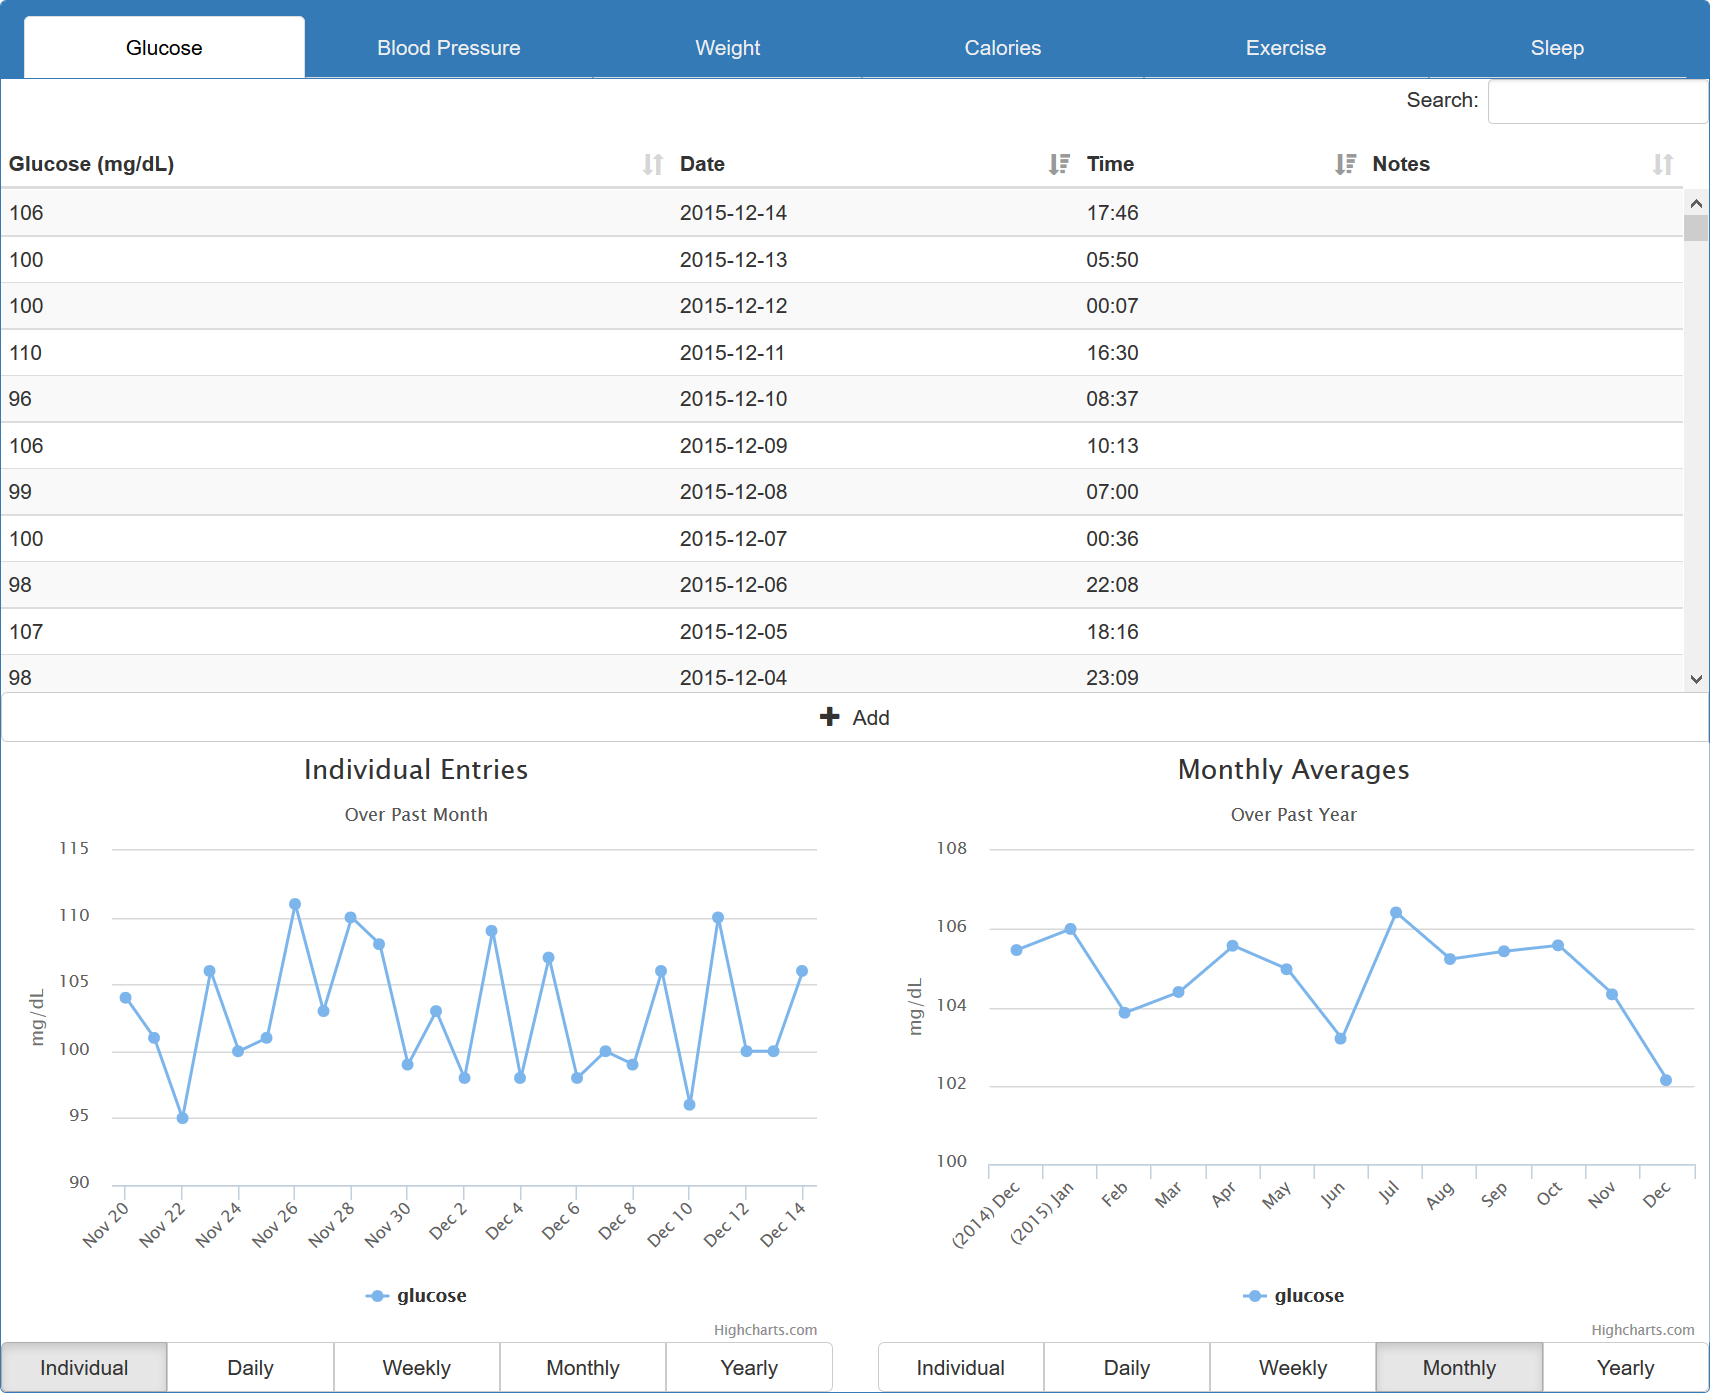 Glucose Blood Pressure Weight Calories Exercise Sleep
Search:
Glucose (mg/dL) Date Time Notes
106 2015-12-14 17:46
100 2015-12-13 05:50
100 2015-12-12 00:07
110 2015-12-11 16:30
96 2015-12-10 08:37
106 2015-12-09 10:13
99 2015-12-08 07:00
100 2015-12-07 00:36
98 2015-12-06 22:08
107 2015-12-05 18:16
98 2015-12-04 23:09
Add
Individual Entries
Over Past Month
115
110
105
100
95
90
mg/dL
Nov 20 Nov 22 Nov 24 Nov 26 Nov 28 Nov 30 Dec 2 Dec 4 Dec 6 Dec 8 Dec 10 Dec 12 Dec 14
glucose
Highcharts.com
Individual Daily Weekly Monthly Yearly
Monthly Averages
Over Past Year
108
106
104
102
100
mg/dL
(2014) Dec (2015) Jan Feb Mar Apr May Jun Jul Aug Sep Oct Nov Dec
glucose
Highcharts.com
Individual Daily Weekly Monthly Yearly